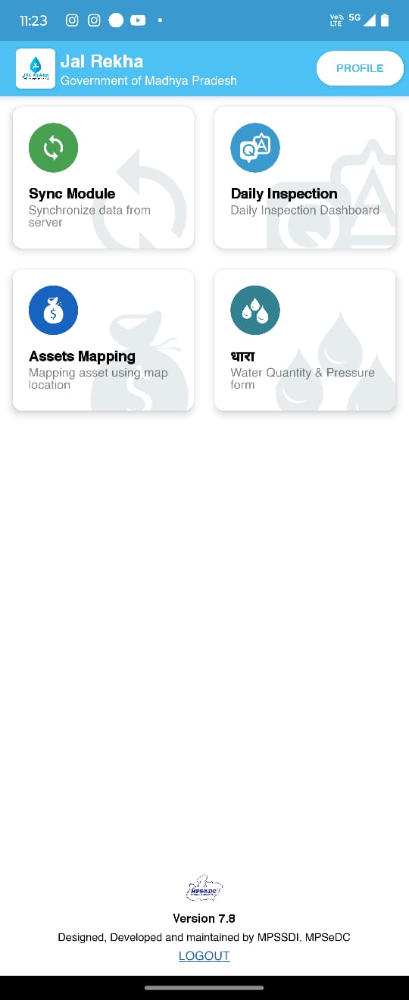 11:23
Vo LTE 5G
Jal Rekha
Government of Madhya Pradesh
PROFILE
Sync Module
Synchronize data from
server
Daily Inspection
Daily Inspection Dashboard
Assets Mapping
Mapping asset using map
location
धारा
Water Quantity & Pressure
form
MPSEDC
Version 7.8
Designed, Developed and maintained by MPSSDI, MPSeDC
LOGOUT